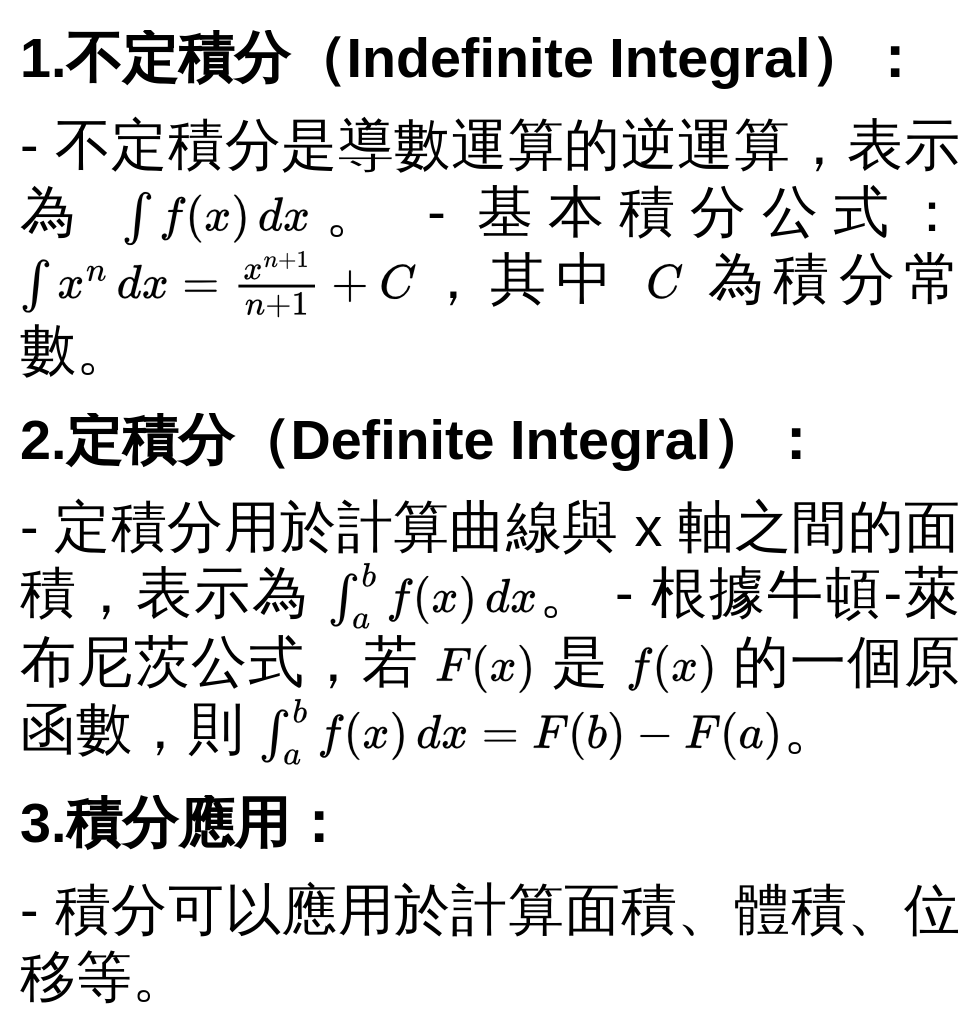 1.不定積分（Indefinite Integral）：
- 不定積分是導數運算的逆運算，表示
為 ∫ f(x) dx 。 - 基本積分公式：
∫ xⁿ dx = \frac{x^{n+1}}{n+1} + C ，其中 C 為積分常
數。
2.定積分（Definite Integral）：
- 定積分用於計算曲線與 x 軸之間的面
積，表示為 ∫_a^b f(x) dx。 - 根據牛頓-萊
布尼茨公式，若 F(x) 是 f(x) 的一個原
函數，則 ∫_a^b f(x) dx = F(b) − F(a)。
3.積分應用：
- 積分可以應用於計算面積、體積、位
移等。